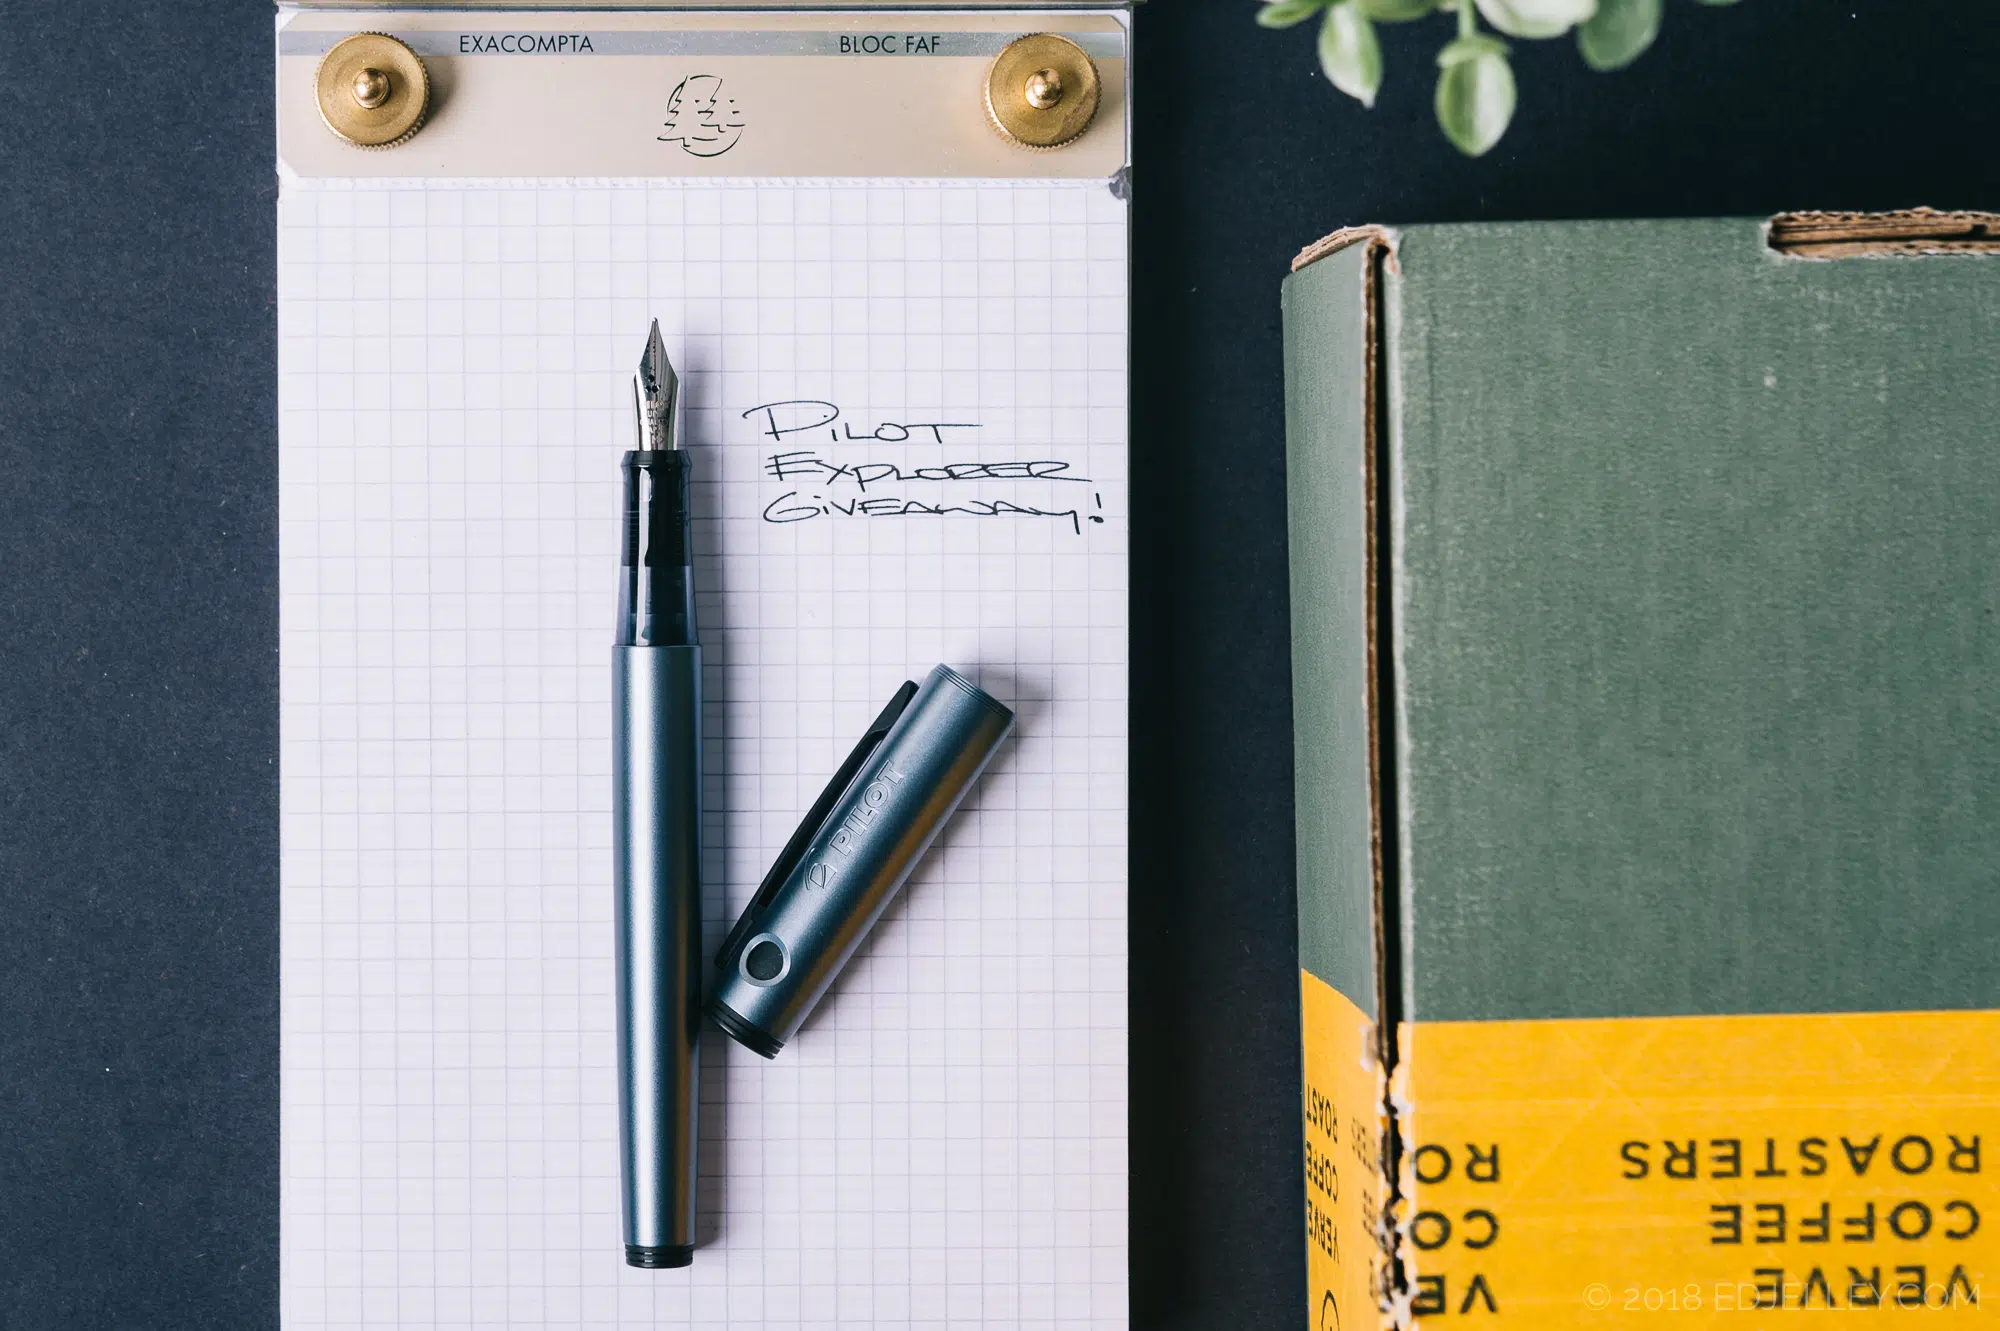 EXACOMPTA BLOC FAF
PILOT
EXPLORER
GIVEAWAY!
PILOT
VERVE
COFFEE
ROASTERS
VE
CO
RO
VERVE
COFFEE
ROAST
© 2018 EDJELLEY.COM